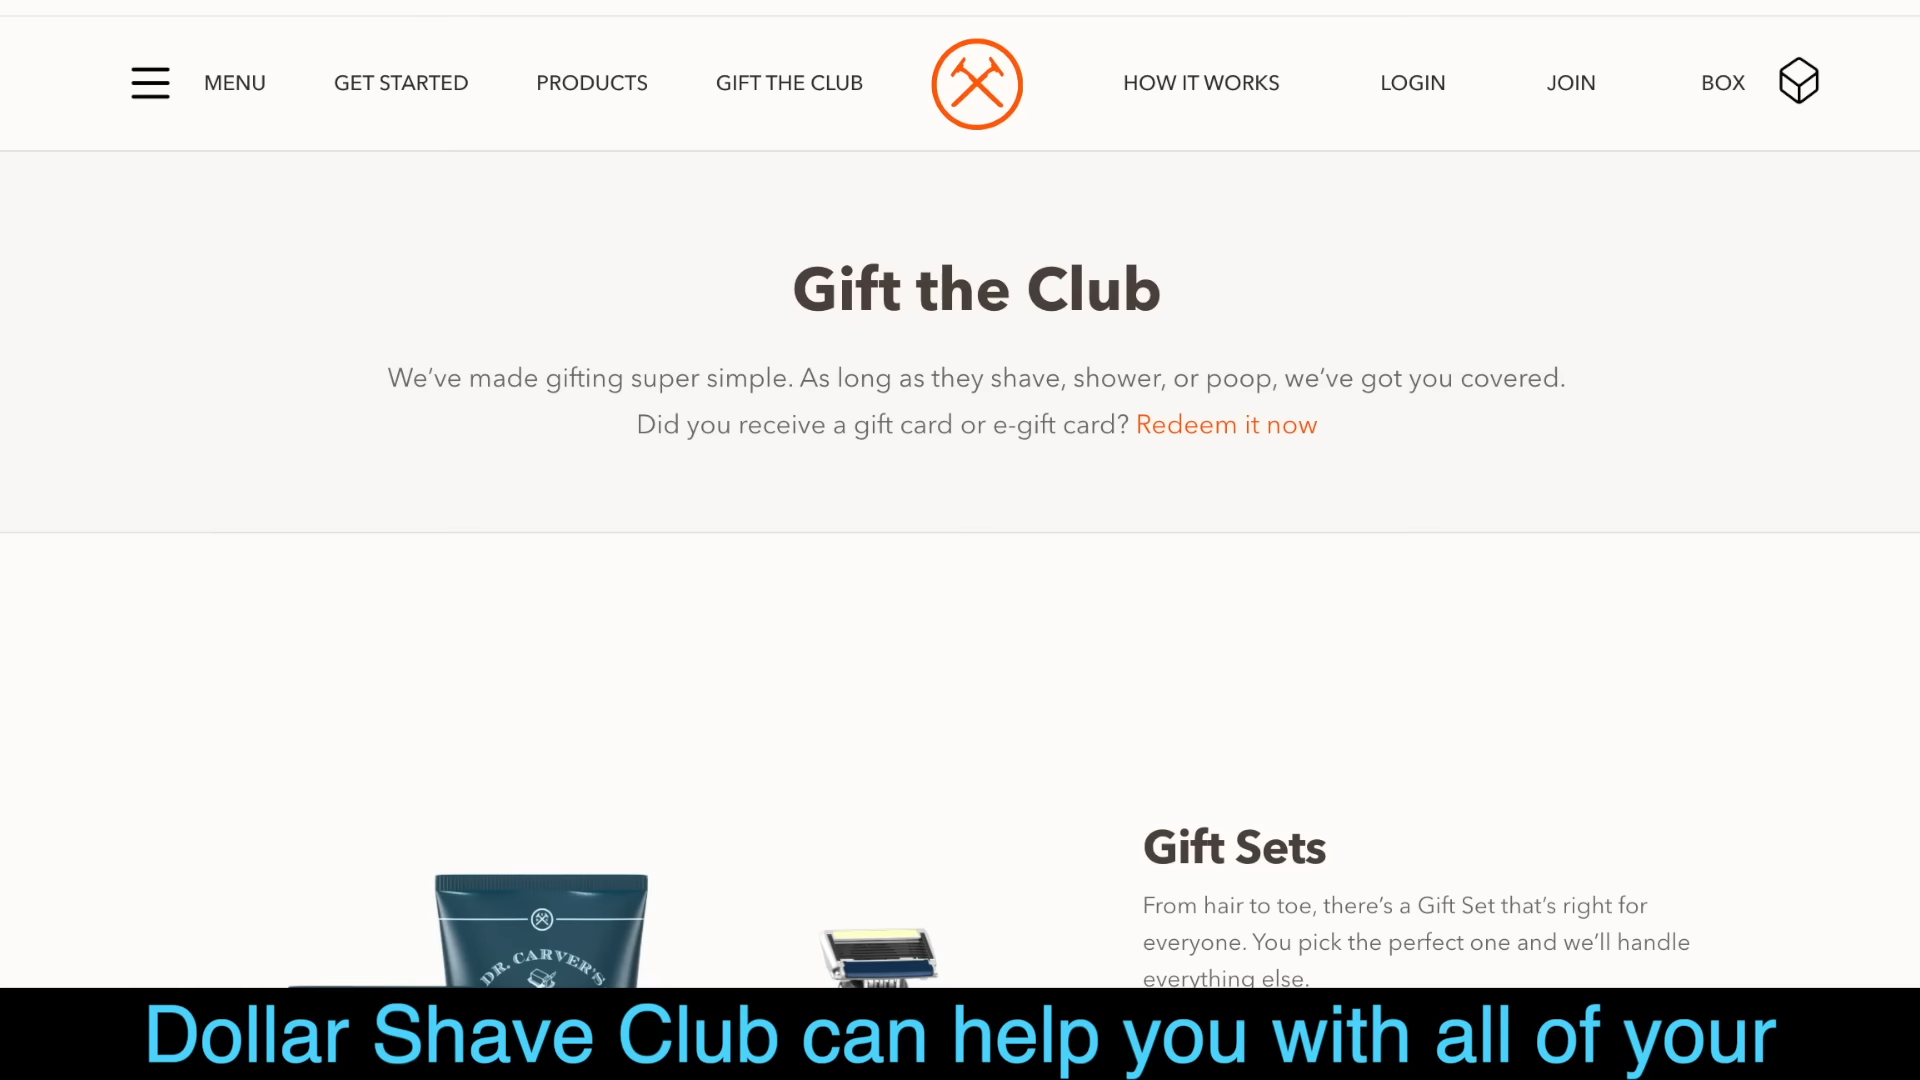 MENU GET STARTED PRODUCTS GIFT THE CLUB HOW IT WORKS LOGIN JOIN BOX
Gift the Club
We’ve made gifting super simple. As long as they shave, shower, or poop, we’ve got you covered.
Did you receive a gift card or e-gift card? Redeem it now
Gift Sets
From hair to toe, there’s a Gift Set that’s right for
everyone. You pick the perfect one and we’ll handle
everything else.
DR. CARVER’S
Dollar Shave Club can help you with all of your